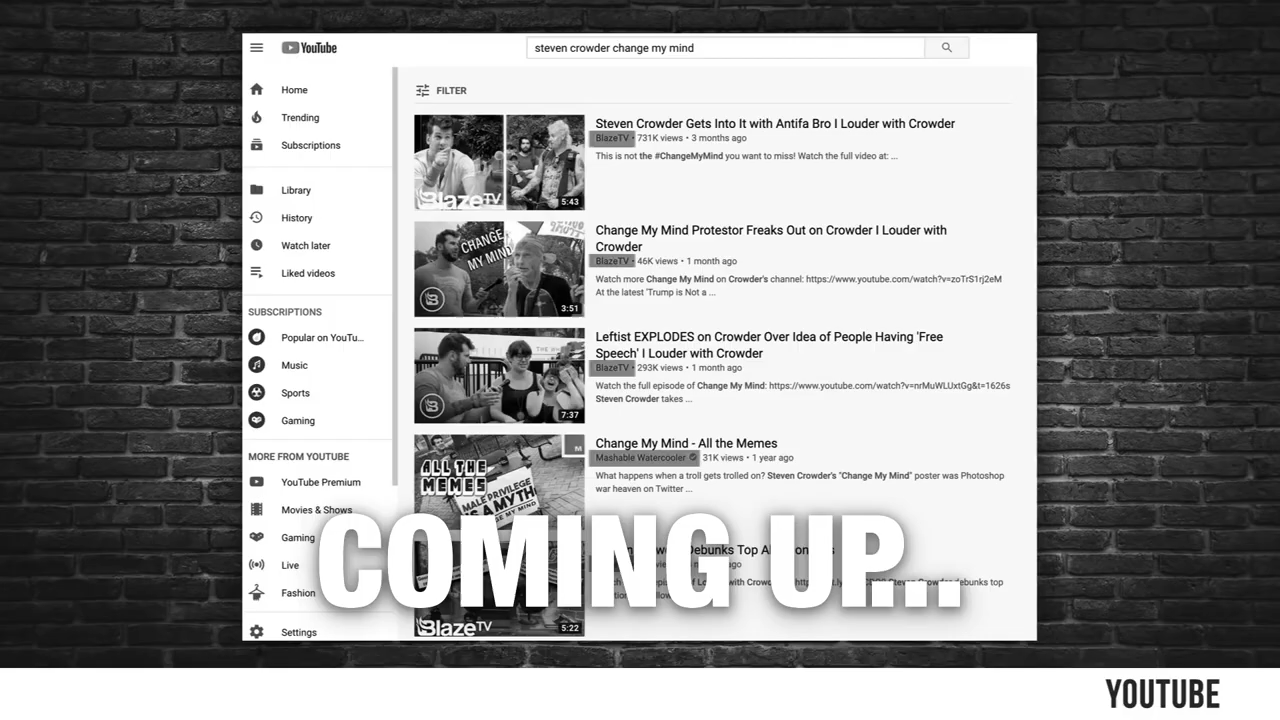 YouTube
steven crowder change my mind
Home
Trending
Subscriptions
Library
History
Watch later
Liked videos
SUBSCRIPTIONS
Popular on YouTu...
Music
Sports
Gaming
MORE FROM YOUTUBE
YouTube Premium
Movies & Shows
Gaming
Live
Fashion
Settings
FILTER
BlazeTV
5:43
Steven Crowder Gets Into It with Antifa Bro I Louder with Crowder
BlazeTV • 731K views • 3 months ago
This is not the #ChangeMyMind you want to miss! Watch the full video at: ...
CHANGE
MY MIND
3:51
Change My Mind Protestor Freaks Out on Crowder I Louder with
Crowder
BlazeTV • 46K views • 1 month ago
Watch more Change My Mind on Crowder's channel: https://www.youtube.com/watch?v=zoTrS1rj2eM
At the latest 'Trump is Not a ...
7:37
Leftist EXPLODES on Crowder Over Idea of People Having 'Free
Speech' I Louder with Crowder
BlazeTV • 293K views • 1 month ago
Watch the full episode of Change My Mind: https://www.youtube.com/watch?v=nrMuWLUxtGg&t=1626s
Steven Crowder takes ...
ALL THE
MEMES
MALE PRIVILEGE
IS A MYTH
Change My Mind - All the Memes
Mashable Watercooler 31K views • 1 year ago
What happens when a troll gets trolled on? Steven Crowder's "Change My Mind" poster was Photoshop
war heaven on Twitter ...
Debunks Top
debunks top
BlazeTV
5:22
COMING UP...
YOUTUBE